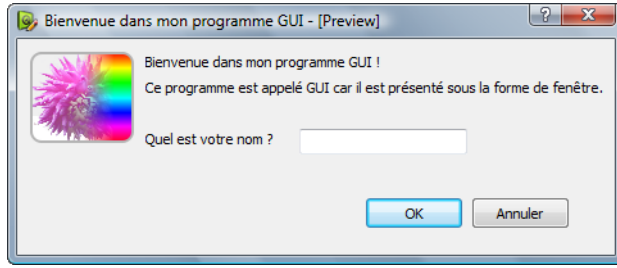 Bienvenue dans mon programme GUI - [Preview]
Bienvenue dans mon programme GUI !
Ce programme est appelé GUI car il est présenté sous la forme de fenêtre.
Quel est votre nom ?
OK
Annuler